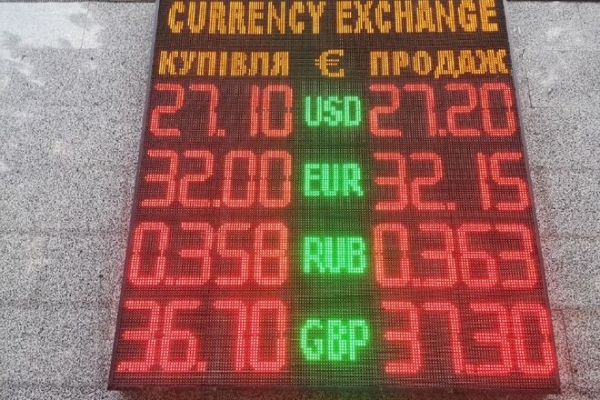 CURRENCY EXCHANGE
КУПІВЛЯ € ПРОДАЖ
27.10 USD 27.20
32.00 EUR 32.15
0.358 RUB 0.363
36.70 GBP 37.30